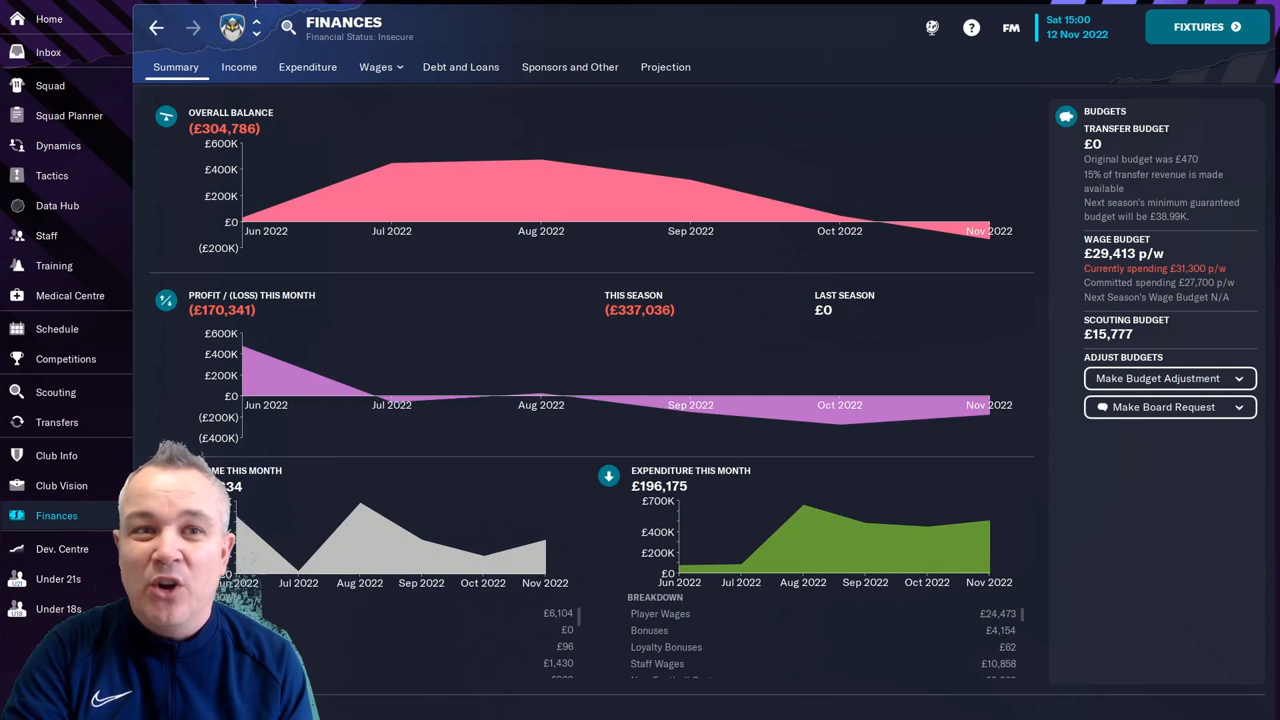 Home
Inbox
Squad
Squad Planner
Dynamics
Tactics
Data Hub
Staff
Training
Medical Centre
Schedule
Competitions
Scouting
Transfers
Club Info
Club Vision
Finances
Dev. Centre
U21
Under 21s
U18
Under 18s
FINANCES
Financial Status: Insecure
FM
Sat 15:00
12 Nov 2022
FIXTURES
Summary
Income
Expenditure
Wages
Debt and Loans
Sponsors and Other
Projection
OVERALL BALANCE
(£304,786)
£600K
£400K
£200K
£0
(£200K)
Jun 2022
Jul 2022
Aug 2022
Sep 2022
Oct 2022
Nov 2022
PROFIT / (LOSS) THIS MONTH
(£170,341)
THIS SEASON
(£337,036)
LAST SEASON
£0
£600K
£400K
£200K
£0
(£200K)
(£400K)
Jun 2022
Jul 2022
Aug 2022
Sep 2022
Oct 2022
Nov 2022
OME THIS MONTH
34
2022
Jul 2022
Aug 2022
Sep 2022
Oct 2022
Nov 2022
£6,104
£0
£96
£1,430
EXPENDITURE THIS MONTH
£196,175
£700K
£400K
£200K
£0
Jun 2022
Jul 2022
Aug 2022
Sep 2022
Oct 2022
Nov 2022
BREAKDOWN
Player Wages £24,473
Bonuses £4,154
Loyalty Bonuses £62
Staff Wages £10,858
BUDGETS
TRANSFER BUDGET
£0
Original budget was £470
15% of transfer revenue is made
available
Next season's minimum guaranteed
budget will be £38.99K.
WAGE BUDGET
£29,413 p/w
Currently spending £31,300 p/w
Committed spending £27,700 p/w
Next Season's Wage Budget N/A
SCOUTING BUDGET
£15,777
ADJUST BUDGETS
Make Budget Adjustment
Make Board Request